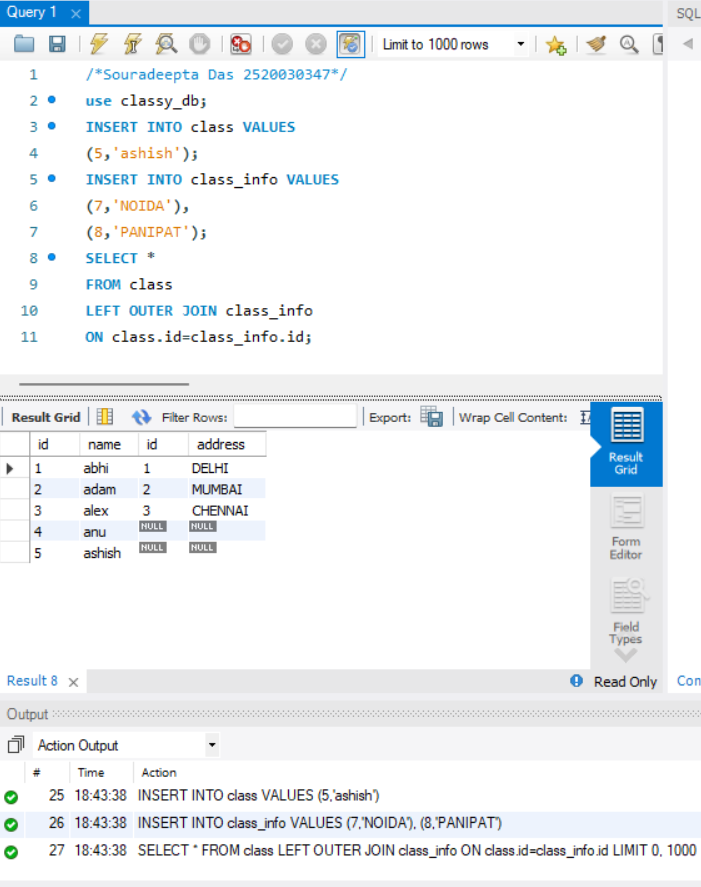 Query 1
SQL
Limit to 1000 rows
1 /*Souradeepta Das 2520030347*/
2 use classy_db;
3 INSERT INTO class VALUES
4 (5,'ashish');
5 INSERT INTO class_info VALUES
6 (7,'NOIDA'),
7 (8,'PANIPAT');
8 SELECT *
9 FROM class
10 LEFT OUTER JOIN class_info
11 ON class.id=class_info.id;
Result Grid Filter Rows: Export: Wrap Cell Content:
id name id address
1 abhi 1 DELHI
2 adam 2 MUMBAI
3 alex 3 CHENNAI
4 anu NULL NULL
5 ashish NULL NULL
Result
Grid
Form
Editor
Field
Types
Result 8 Read Only
Output
Action Output
# Time Action
25 18:43:38 INSERT INTO class VALUES (5,'ashish')
26 18:43:38 INSERT INTO class_info VALUES (7,'NOIDA'), (8,'PANIPAT')
27 18:43:38 SELECT * FROM class LEFT OUTER JOIN class_info ON class.id=class_info.id LIMIT 0, 1000